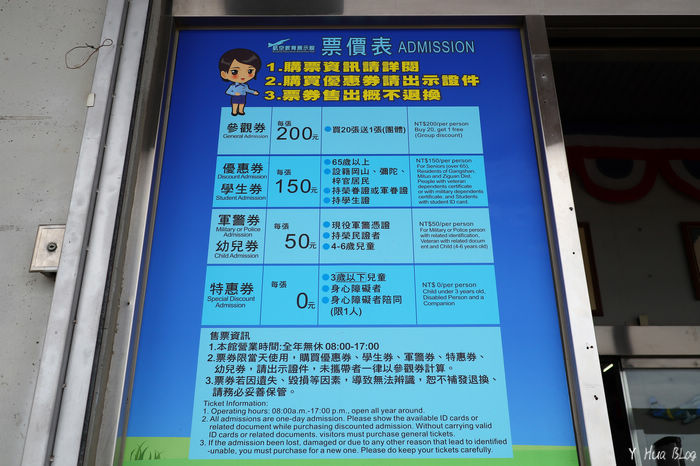 航空教育展示館 票價表 ADMISSION
1.購票資訊請詳閱
2.購買優惠券請出示證件
3.票券售出概不退換
參觀券
General Admission
每張
200元
●買20張送1張(團體)
NT$200/per person
Buy 20, get 1 free
(Group discount)
優惠券
Discount Admission
學生券
Student Admission
每張
150元
●65歲以上
●設籍岡山、彌陀、
梓官居民
●持榮眷證或軍眷證
●持學生證
NT$150/per person
For Seniors (over 65),
Residents of Gangshan,
Mituo and Ziguan Dist.
People with veteran
dependents certificate
or with military dependents
certificate, and Students
with student ID card.
軍警券
Military or Police
Admission
幼兒券
Child Admission
每張
50元
●現役軍警憑證
●持榮民證者
●4-6歲兒童
NT$50/per person
For Military or Police person
with related identification,
Veteran with related docum
ent.and Child (4-6 years old)
特惠券
Special Discount
Admission
每張
0元
●3歲以下兒童
●身心障礙者
●身心障礙者陪同
(限1人)
NT$ 0/per person
Child under 3 years old,
Disabled Person and a
Companion
售票資訊
1.本館營業時間:全年無休 08:00-17:00
2.票券限當天使用，購買優惠券、學生券、軍警券、特惠券、
幼兒券，請出示證件，未攜帶者一律以參觀券計算。
3.票券若因遺失、毀損等因素，導致無法辨識，恕不補發退換、
請務必妥善保管。
Ticket Information:
1. Operating hours: 08:00a.m.-17:00 p.m., open all year around.
2. All admissions are one-day admission. Please show the available ID cards or
related document while purchasing discounted admission. Without carrying valid
ID cards or related documents. visitors must purchase general tickets.
3. If the admission been lost, damaged or due to any other reason that lead to identified
-unable, you must purchase for a new one. Please do keep your tickets carefully.
Y Hua Blog